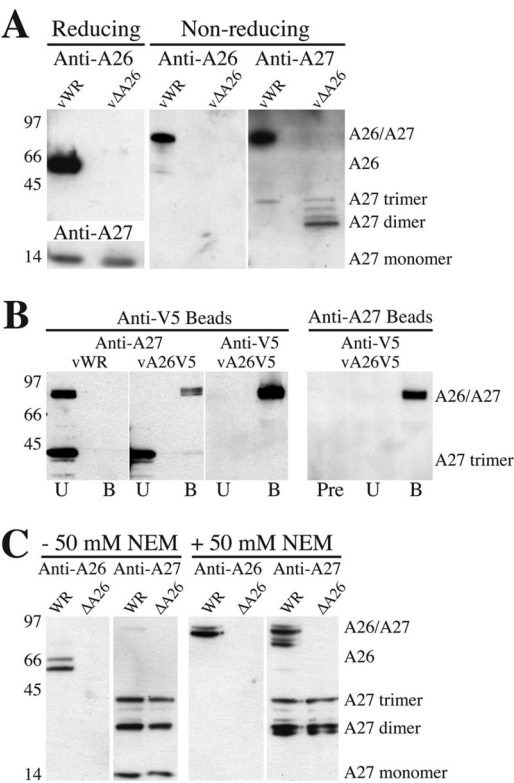 A
Reducing Non-reducing
Anti-A26 Anti-A26 Anti-A27
vWR vΔA26 vWR vΔA26 vWR vΔA26
97
66
45
Anti-A27
14
A26/A27
A26
A27 trimer
A27 dimer
A27 monomer
B
Anti-V5 Beads Anti-A27 Beads
Anti-A27 Anti-V5 Anti-V5
vWR vA26V5 vA26V5 vA26V5
97
66
45
A26/A27
A27 trimer
U B U B U B Pre U B
C
- 50 mM NEM + 50 mM NEM
Anti-A26 Anti-A27 Anti-A26 Anti-A27
WR ΔA26 WR ΔA26 WR ΔA26 WR ΔA26
97
66
45
14
A26/A27
A26
A27 trimer
A27 dimer
A27 monomer